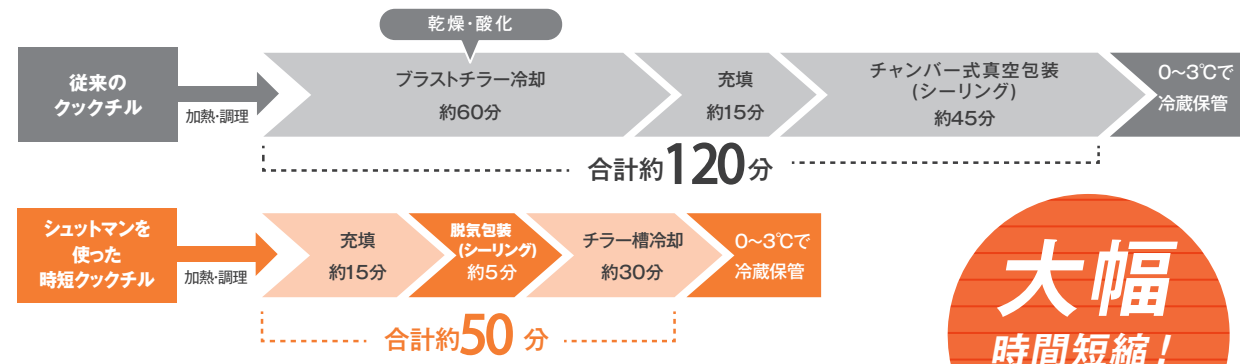 乾燥・酸化
従来の
クックチル
加熱・調理
ブラストチラー冷却
約60分
充填
約15分
チャンバー式真空包装
(シーリング)
約45分
0〜3℃で
冷蔵保管
合計約120分
シュットマンを
使った
時短クックチル
加熱・調理
充填
約15分
脱気包装
(シーリング)
約5分
チラー槽冷却
約30分
0〜3℃で
冷蔵保管
合計約50分
大幅
時間短縮!